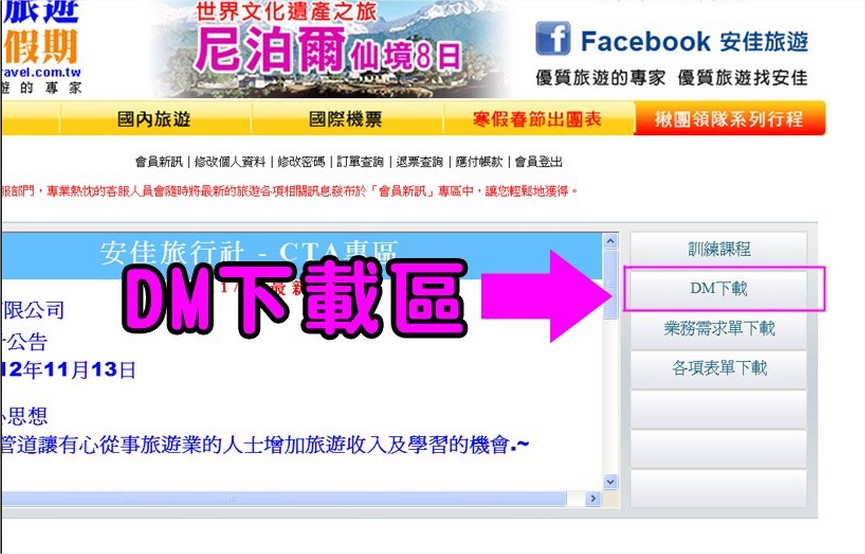 旅遊
假期
ravel.com.tw
遊的專家
世界文化遺產之旅
尼泊爾仙境8日
Facebook 安佳旅遊
優質旅遊的專家 優質旅遊找安佳
國內旅遊
國際機票
寒假春節出團表
揪團領隊系列行程
會員新訊 | 修改個人資料 | 修改密碼 | 訂單查詢 | 退票查詢 | 應付帳款 | 會員登出
服部門，專業熱忱的客服人員會隨時將最新的旅遊各項相關訊息發布於「會員新訊」專區中，讓您輕鬆地獲得。
安佳旅行社 - CTA專區
DM下載區
限公司
公告
12年11月13日
思想
管道讓有心從事旅遊業的人士增加旅遊收入及學習的機會.~
訓練課程
DM下載
業務需求單下載
各項表單下載